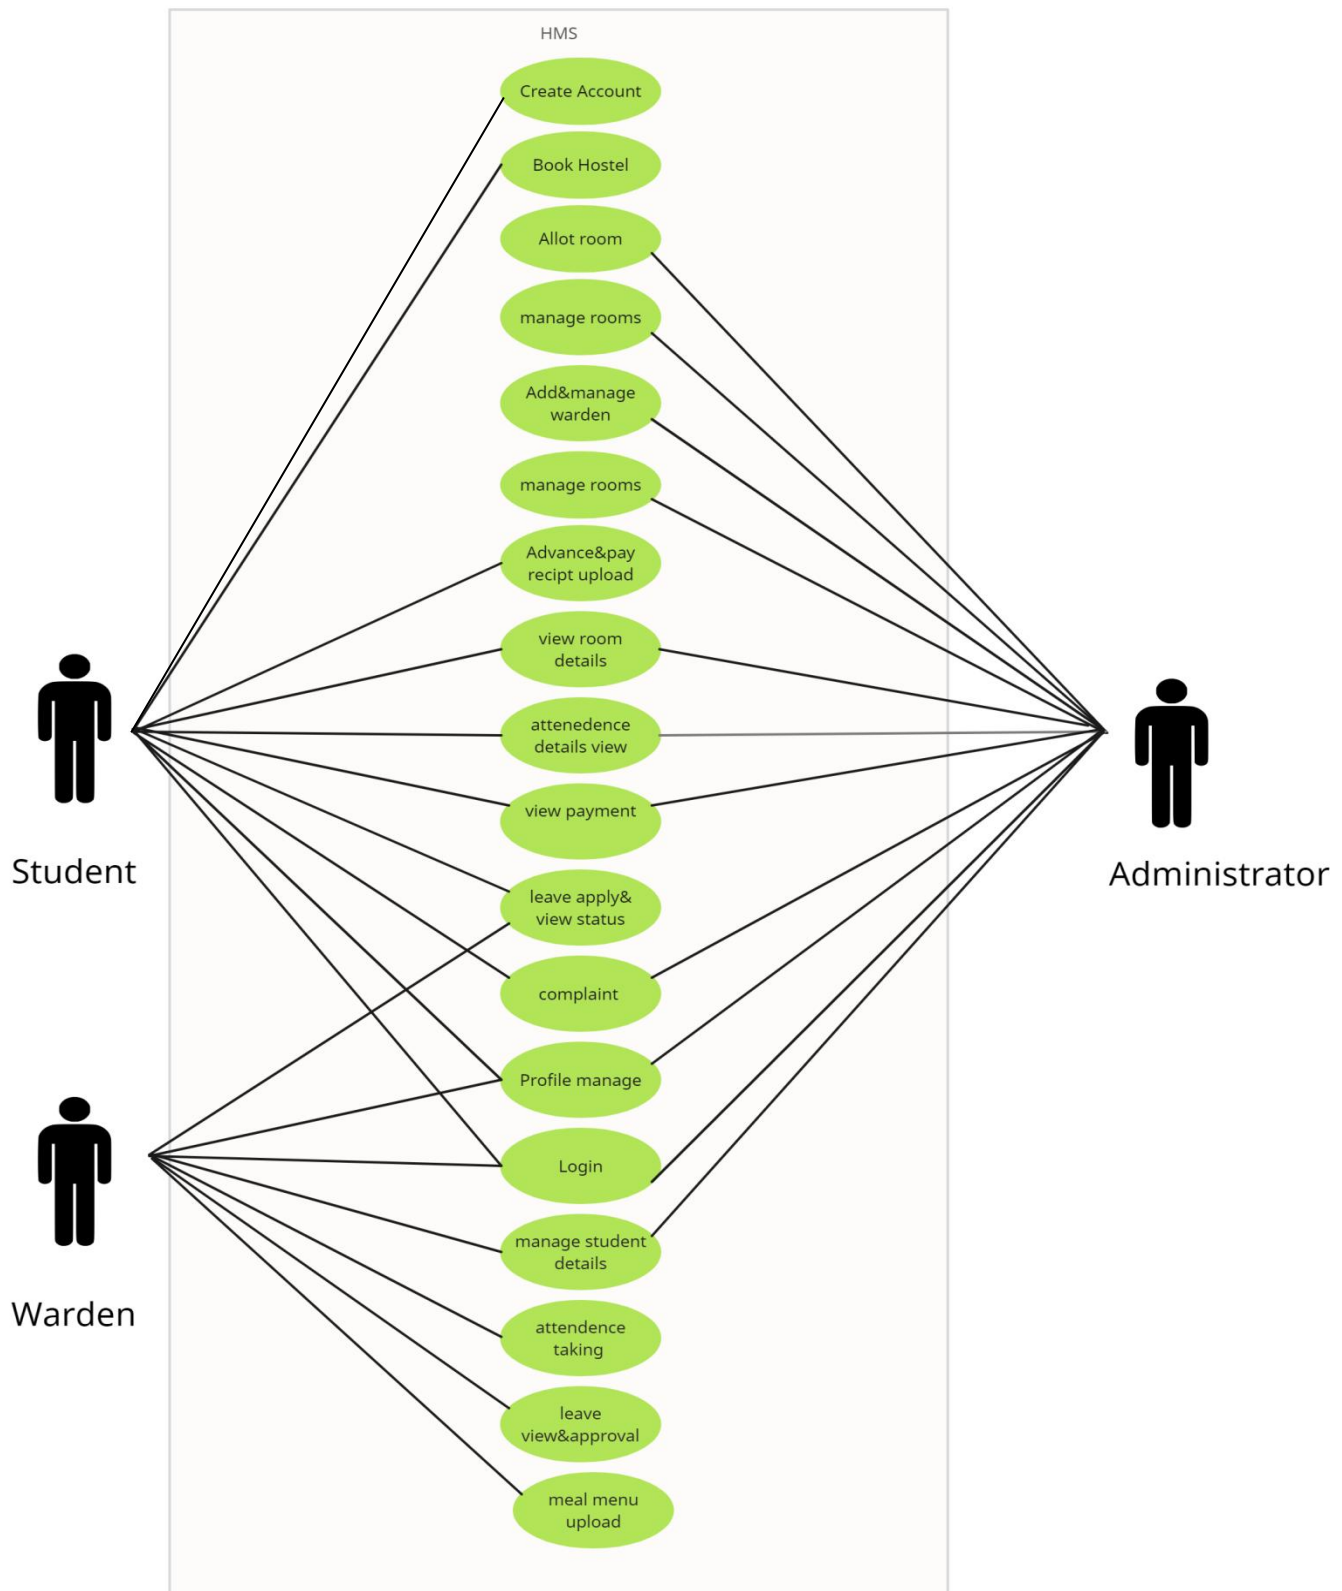 HMS
Create Account
Book Hostel
Allot room
manage rooms
Add&manage
warden
manage rooms
Advance&pay
recipt upload
view room
details
attenedence
details view
view payment
leave apply&
view status
complaint
Profile manage
Login
manage student
details
attendence
taking
leave
view&approval
meal menu
upload
Student
Warden
Administrator